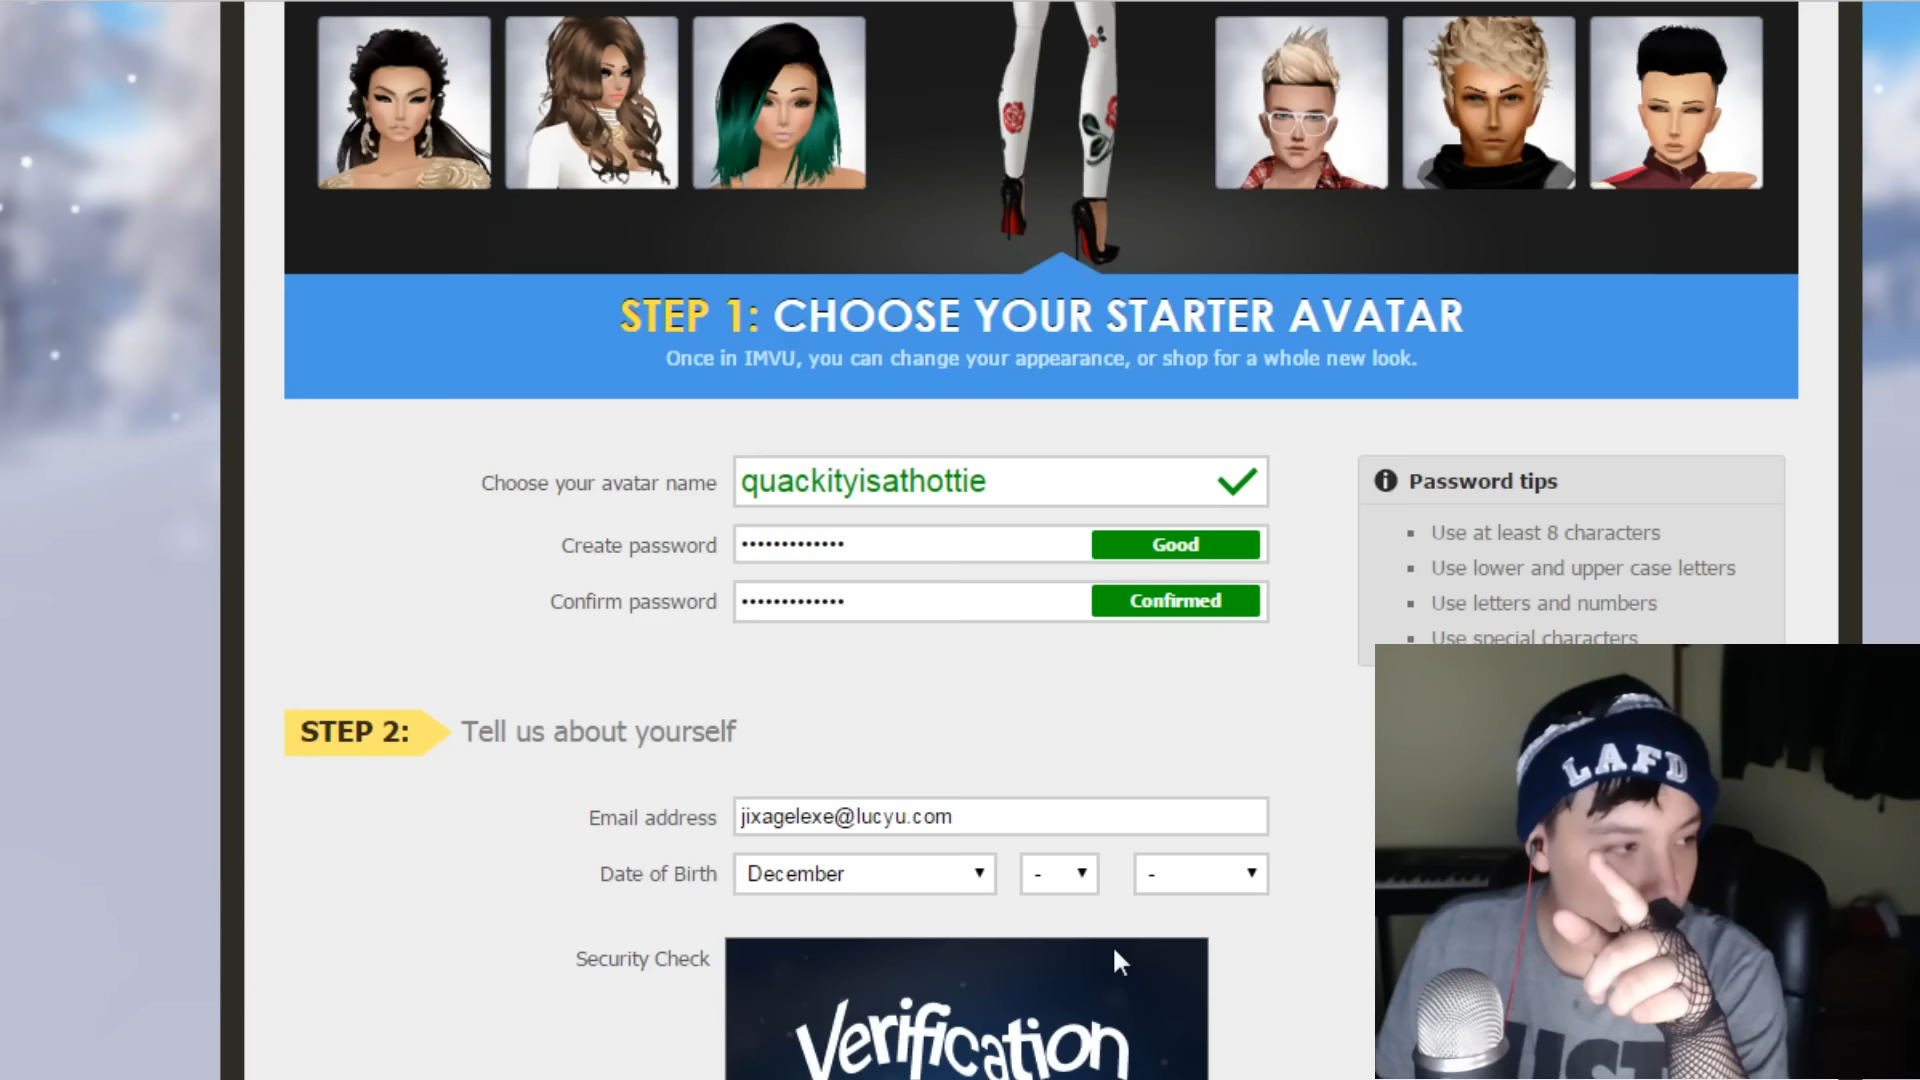 STEP 1: CHOOSE YOUR STARTER AVATAR
Once in IMVU, you can change your appearance, or shop for a whole new look.
Choose your avatar name
quackityisathottie
Create password
•••••••••••••
Good
Confirm password
•••••••••••••
Confirmed
Password tips
Use at least 8 characters
Use lower and upper case letters
Use letters and numbers
Use special characters
STEP 2: Tell us about yourself
Email address
jixagelexe@lucyu.com
Date of Birth
December - -
Security Check
Verification
LAFD